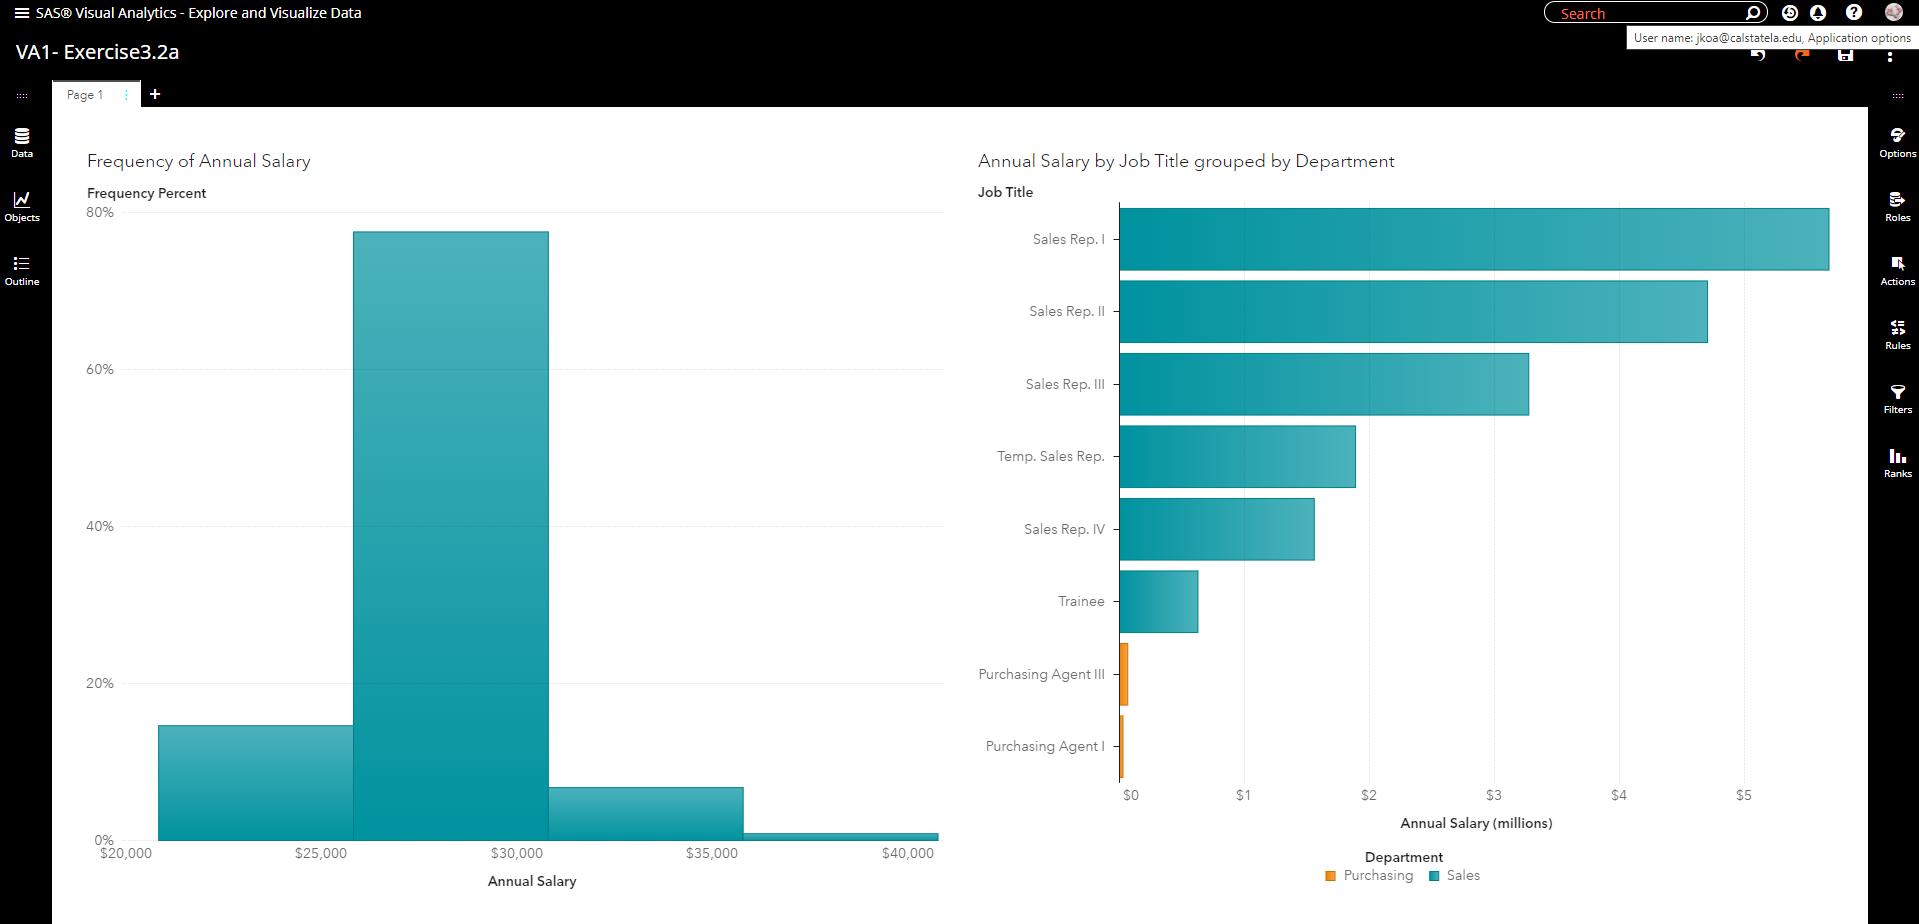 SAS® Visual Analytics - Explore and Visualize Data
Search
User name: jkoa@calstatela.edu, Application options
VA1- Exercise3.2a
Page 1
Data
Objects
Outline
Frequency of Annual Salary
Frequency Percent
80%
60%
40%
20%
0%
$20,000 $25,000 $30,000 $35,000 $40,000
Annual Salary
Annual Salary by Job Title grouped by Department
Job Title
Sales Rep. I
Sales Rep. II
Sales Rep. III
Temp. Sales Rep.
Sales Rep. IV
Trainee
Purchasing Agent III
Purchasing Agent I
$0 $1 $2 $3 $4 $5
Annual Salary (millions)
Department
Purchasing Sales
Options
Roles
Actions
Rules
Filters
Ranks